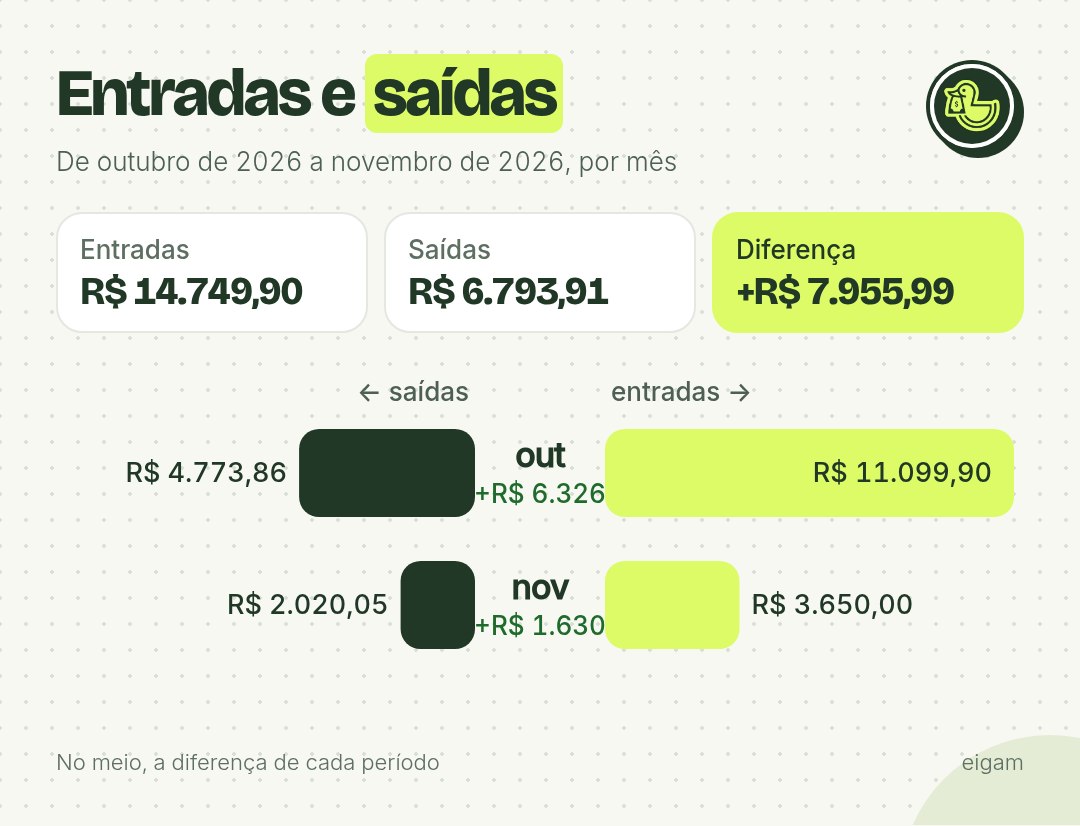 Entradas e saídas
De outubro de 2026 a novembro de 2026, por mês
Entradas
R$ 14.749,90
Saídas
R$ 6.793,91
Diferença
+R$ 7.955,99
← saídas
entradas →
R$ 4.773,86
out
+R$ 6.326
R$ 11.099,90
R$ 2.020,05
nov
+R$ 1.630
R$ 3.650,00
No meio, a diferença de cada período
eigam